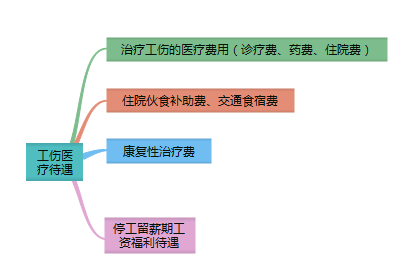 治疗工伤的医疗费用（诊疗费、药费、住院费）
住院伙食补助费、交通食宿费
工伤医
疗待遇
康复性治疗费
停工留薪期工
资福利待遇